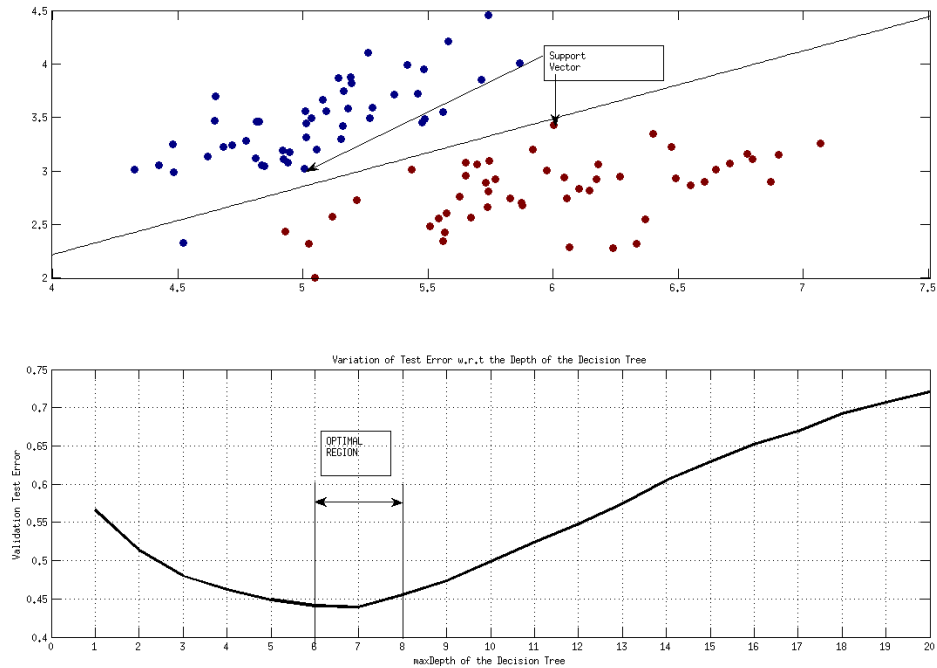 4.5
4
3.5
3
2.5
2
4
4.5
5
5.5
6
6.5
7
7.5
Support
Vector
Variation of Test Error w.r.t the Depth of the Decision Tree
0.75
0.7
0.65
0.6
0.55
0.5
0.45
0.4
Validation Test Error
OPTIMAL
REGION
0 1 2 3 4 5 6 7 8 9 10 11 12 13 14 15 16 17 18 19 20
maxDepth of the Decision Tree